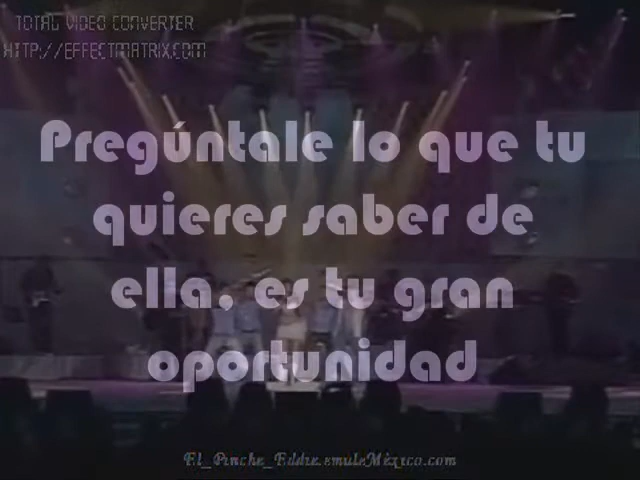 TOTAL VIDEO CONVERTER
HTTP://EFFECTMATRIX.COM
Pregúntale lo que tu
quieres saber de
ella, es tu gran
oportunidad
El_Pinche_Eddie.emuleMéxico.com